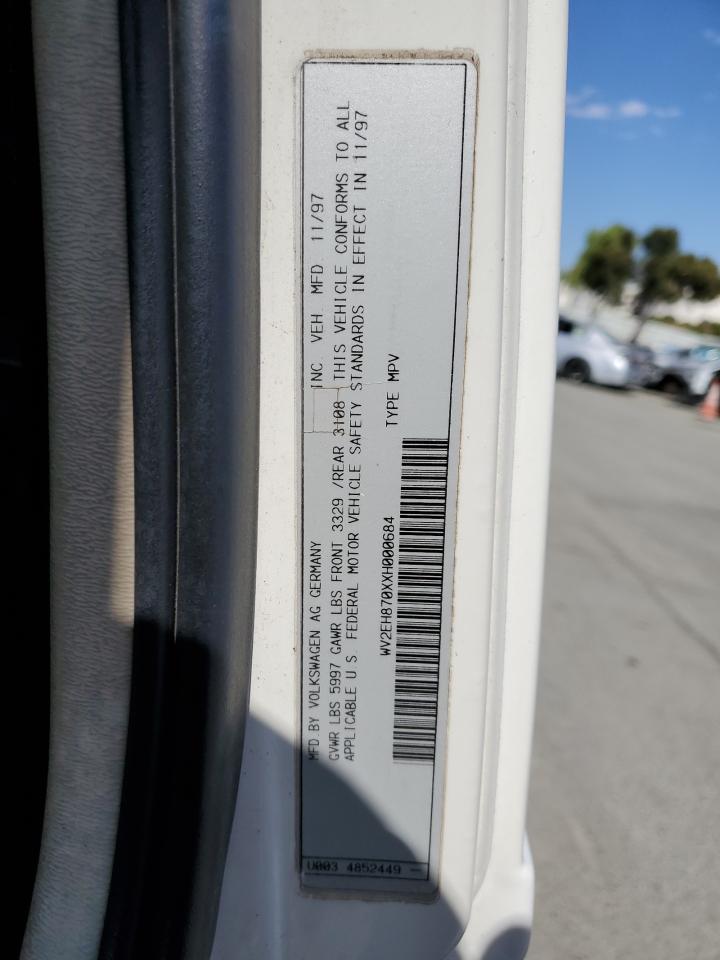 MFD BY VOLKSWAGEN AG GERMANY INC VEH. MFD 11/97
GVWR LBS 5997 GAWR LBS FRONT 3329 /REAR 3108 THIS VEHICLE CONFORMS TO ALL
APPLICABLE U S. FEDERAL MOTOR VEHICLE SAFETY STANDARDS IN EFFECT IN 11/97
WV2EH870XXH000684 TYPE MPV
U003 4852449 —